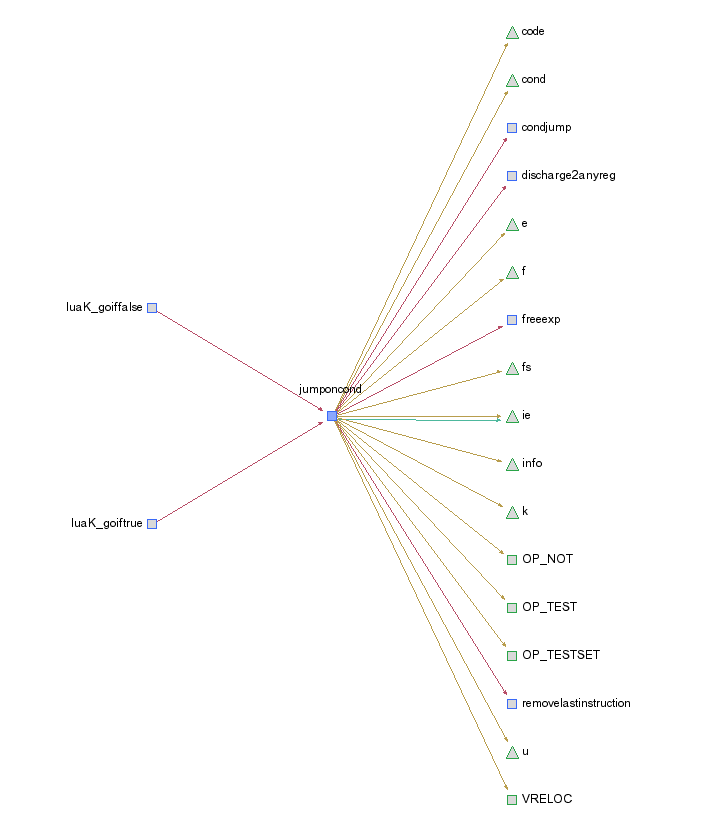 code
cond
condjump
discharge2anyreg
e
f
luaK_goiffalse
freeexp
fs
jumponcond
ie
info
k
luaK_goiftrue
OP_NOT
OP_TEST
OP_TESTSET
removelastinstruction
u
VRELOC